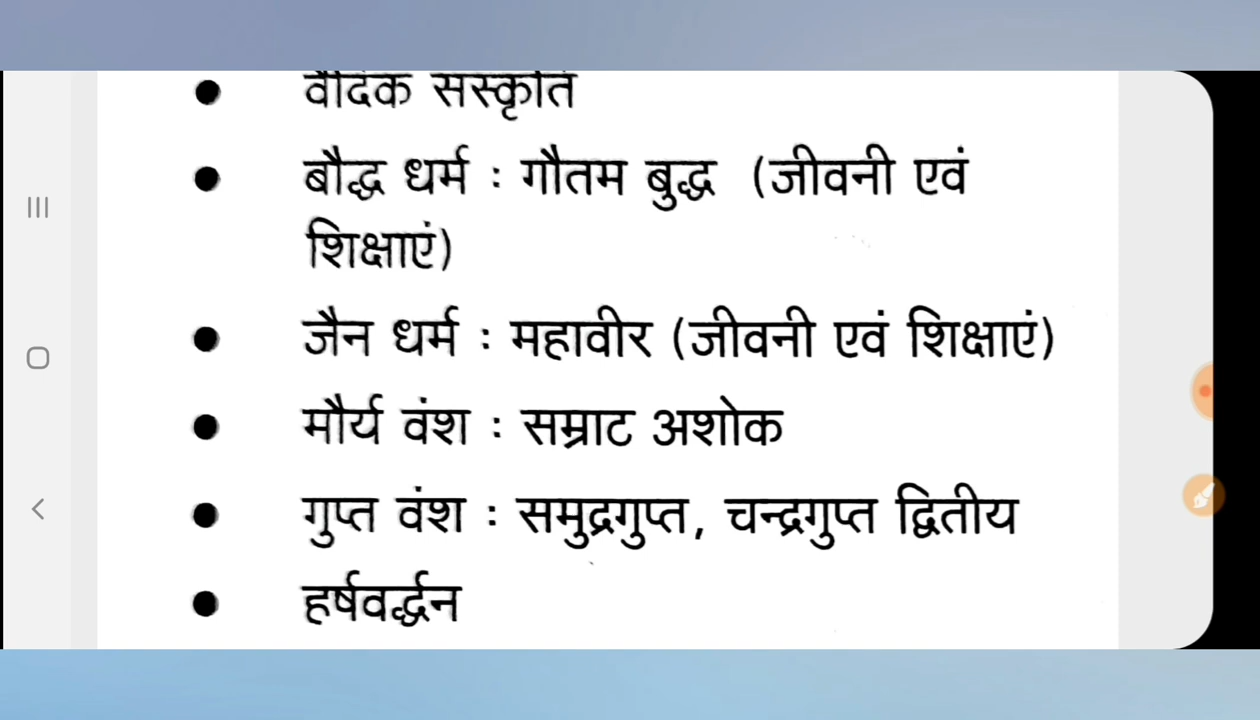 वैदिक संस्कृति
बौद्ध धर्म : गौतम बुद्ध (जीवनी एवं
शिक्षाएं)
जैन धर्म : महावीर (जीवनी एवं शिक्षाएं)
मौर्य वंश : सम्राट अशोक
गुप्त वंश : समुद्रगुप्त, चन्द्रगुप्त द्वितीय
हर्षवर्द्धन